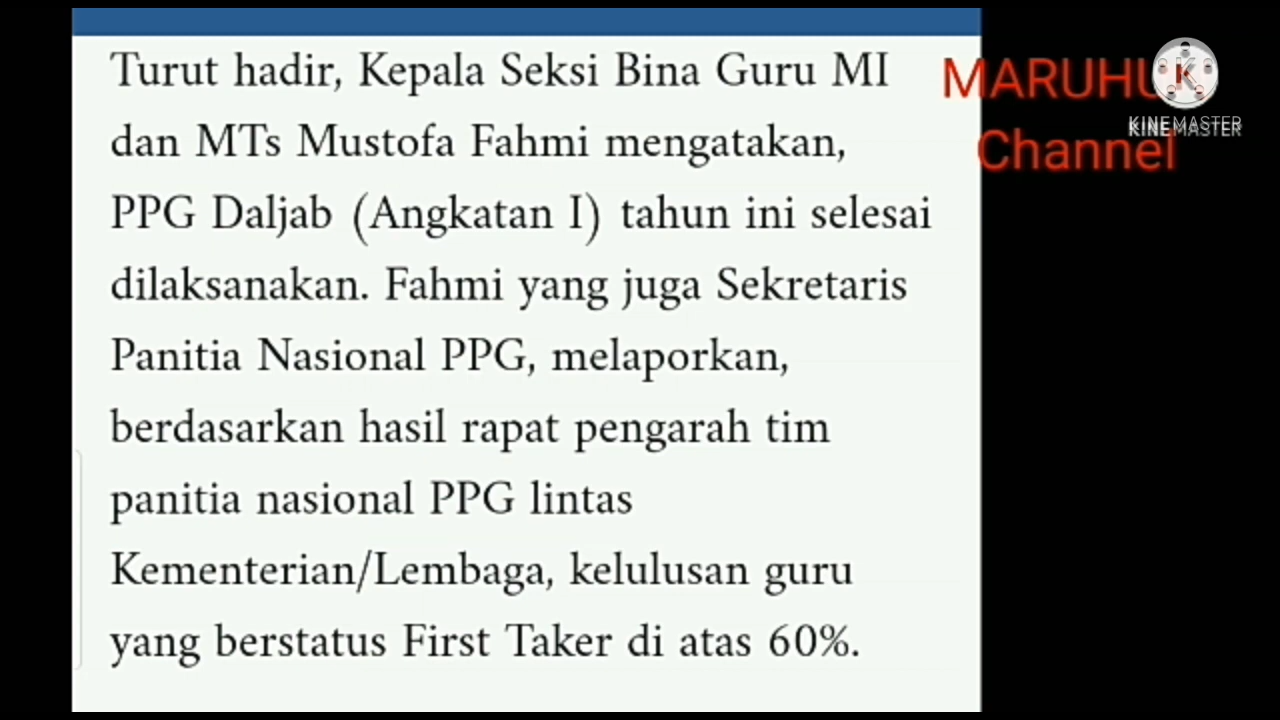 Turut hadir, Kepala Seksi Bina Guru MI
dan MTs Mustofa Fahmi mengatakan,
PPG Daljab (Angkatan I) tahun ini selesai
dilaksanakan. Fahmi yang juga Sekretaris
Panitia Nasional PPG, melaporkan,
berdasarkan hasil rapat pengarah tim
panitia nasional PPG lintas
Kementerian/Lembaga, kelulusan guru
yang berstatus First Taker di atas 60%.
Channel
K
KINEMASTER